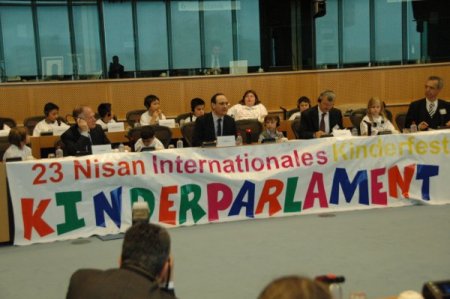 23 Nisan Internationales Kinderfest
KINDERPARLAMENT